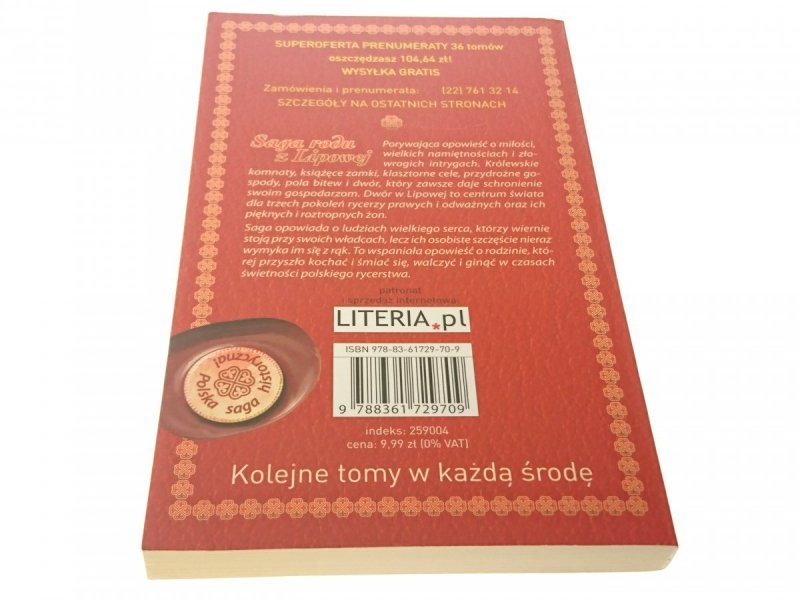 SUPEROFERTA PRENUMERATY 36 tomów
oszczędzasz 104,64 zł!
WYSYŁKA GRATIS
Zamówienia i prenumerata: (22) 761 32 14
SZCZEGÓŁY NA OSTATNICH STRONACH
Saga rodu
z Lipowej
Porywająca opowieść o miłości,
wielkich namiętnościach i zło-
wrogich intrygach. Królewskie
komnaty, książęce zamki, klasztorne cele, przydrożne go-
spody, pola bitew i dwór, który zawsze daje schronienie
swoim gospodarzom. Dwór w Lipowej to centrum świata
dla trzech pokoleń rycerzy prawych i odważnych oraz ich
pięknych i roztropnych żon.
Saga opowiada o ludziach wielkiego serca, którzy wiernie
stoją przy swoich władcach, lecz ich osobiste szczęście nieraz
wymyka im się z rąk. To wspaniała opowieść o rodzinie, któ-
rej przyszło kochać i śmiać się, walczyć i ginąć w czasach
świetności polskiego rycerstwa.
patronat
i sprzedaż internetowa:
LITERIA*pl
ISBN 978-83-61729-70-9
9 788361 729709
indeks: 259004
cena: 9,99 zł (0% VAT)
Polska saga historyczna!
Kolejne tomy w każdą środę